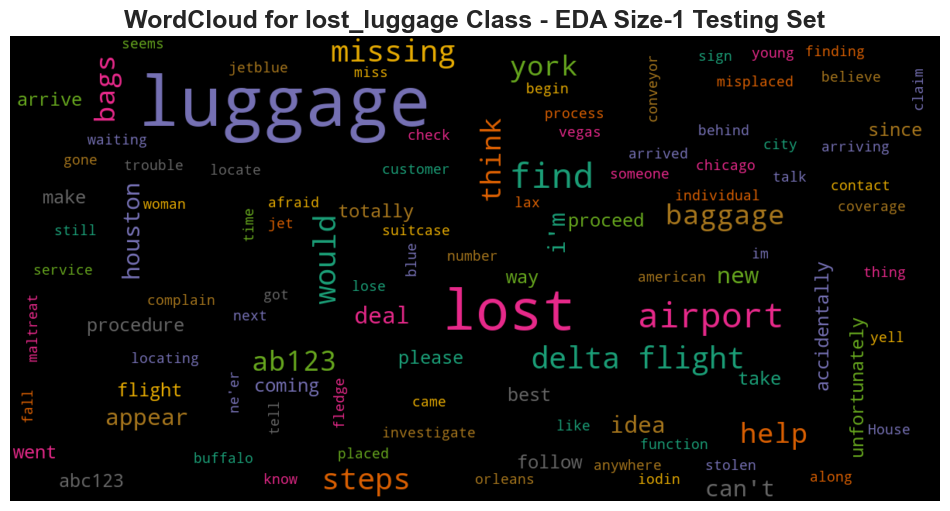 WordCloud for lost_luggage Class - EDA Size-1 Testing Set
seems
missing
jetblue
miss
bags
luggage
arrive
york
begin
sign
young
finding
conveyor
misplaced
believe
claim
process
vegas
behind
since
waiting
check
think
city
arriving
gone
trouble
locate
customer
find
arrived
someone
chicago
talk
contact
make
houston
woman
afraid
totally
lax
individual
coverage
still
time
jet
would
suitcase
i'm
proceed
baggage
blue
number
im
service
way
american
new
thing
complain
got
lose
maltreat
next
deal
lost
airport
accidentally
procedure
yell
locating
ab123
please
delta flight
unfortunately
flight
ne'er
coming
take
fall
appear
tell
fledge
came
best
like
idea
help
House
investigate
function
went
buffalo
placed
follow
anywhere
stolen
abc123
know
steps
orleans
iodin
can't
along